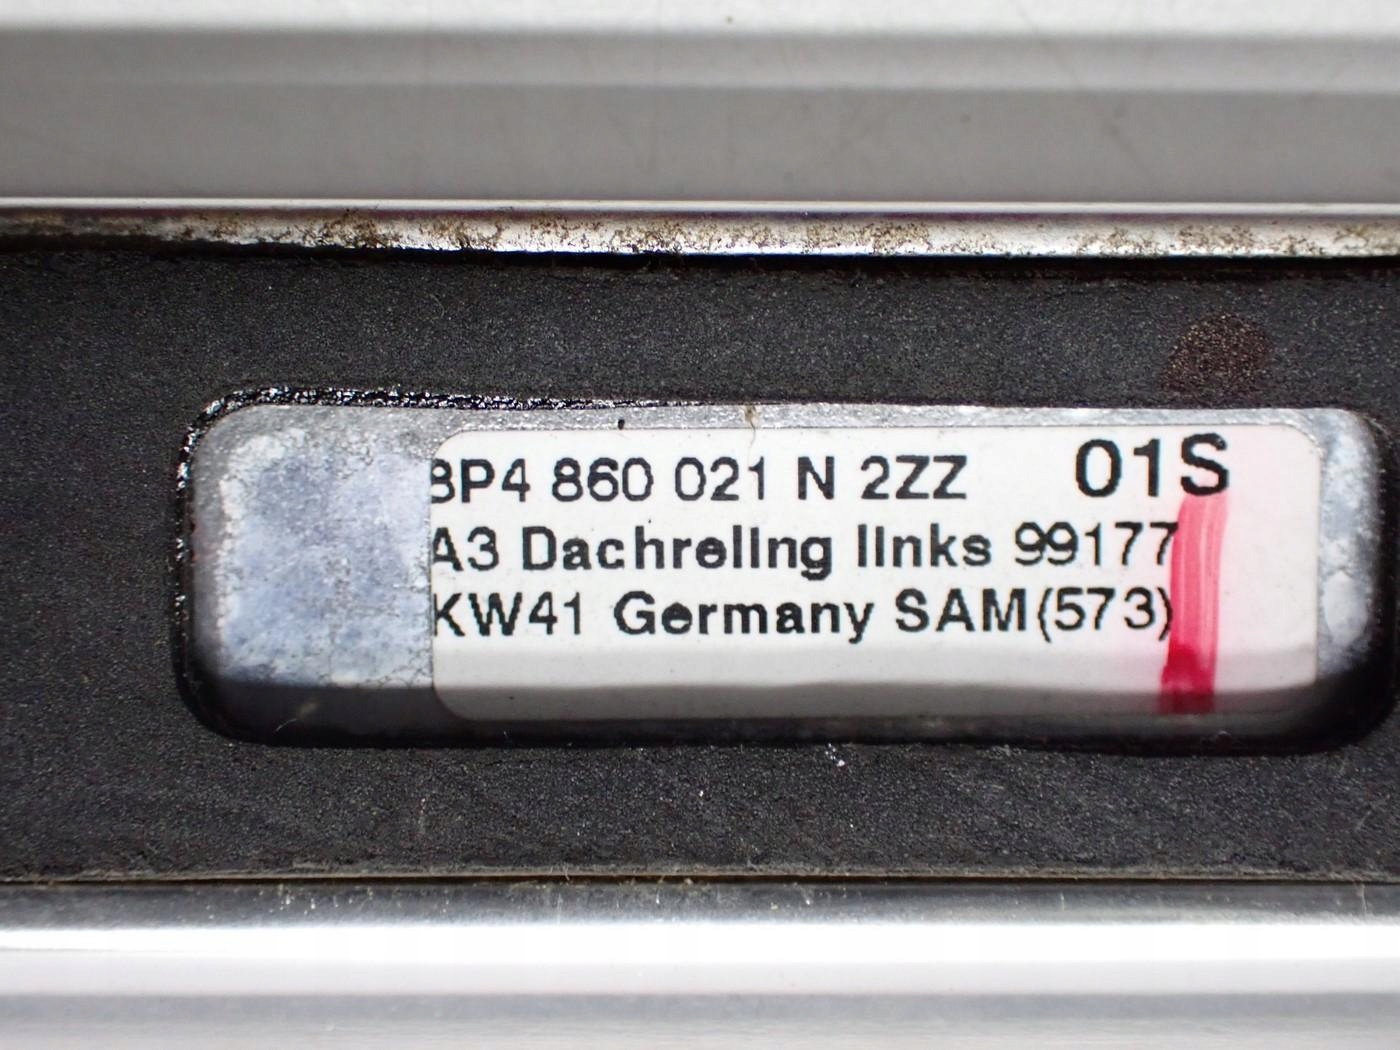 8P4 860 021 N 2ZZ 01S
A3 Dachreling links 99177
KW41 Germany SAM(573)